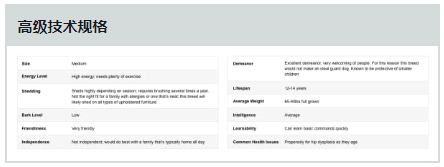 高级技术规格
Size Medium
Energy Level High energy; needs plenty of exercise
Shedding Sheds highly depending on season; requires brushing several times a year.
Not the right fit for a family with allergies or one that's neat; this breed will
likely shed on all types of upholstered furniture
Bark Level Low
Friendliness Very friendly
Independence Not independent; would do best with a family that's typically home all day
Demeanor Excellent demeanor; very welcoming of people. For this reason this breed
would not make an ideal guard dog. Known to be protective of smaller
children
Lifespan 12-14 years
Average Weight lbs full grown
Intelligence Average
Learnability Can learn basic commands quickly
Common Health Issues Propensity for hip dysplasia as they age